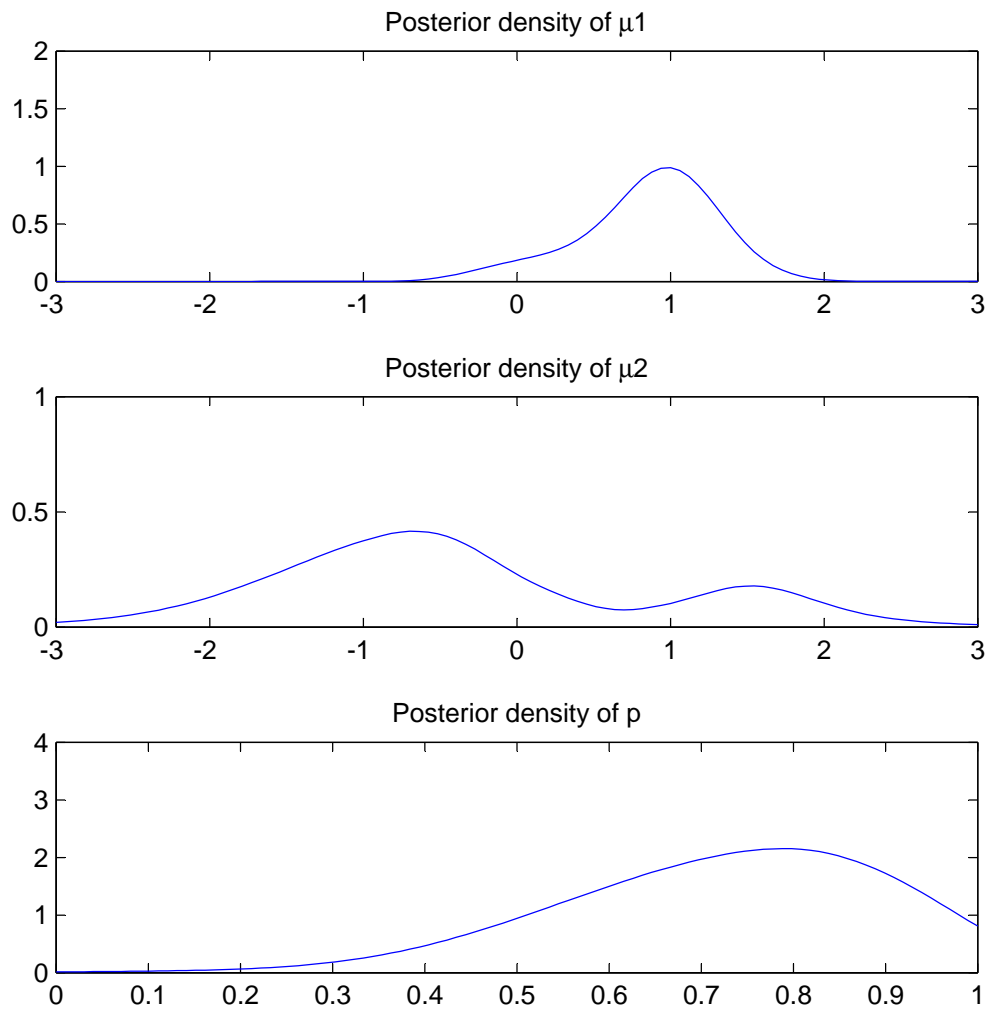 Posterior density of μ1
2
1.5
1
0.5
0
-3 -2 -1 0 1 2 3
Posterior density of μ2
1
0.5
0
-3 -2 -1 0 1 2 3
Posterior density of p
4
3
2
1
0
0 0.1 0.2 0.3 0.4 0.5 0.6 0.7 0.8 0.9 1